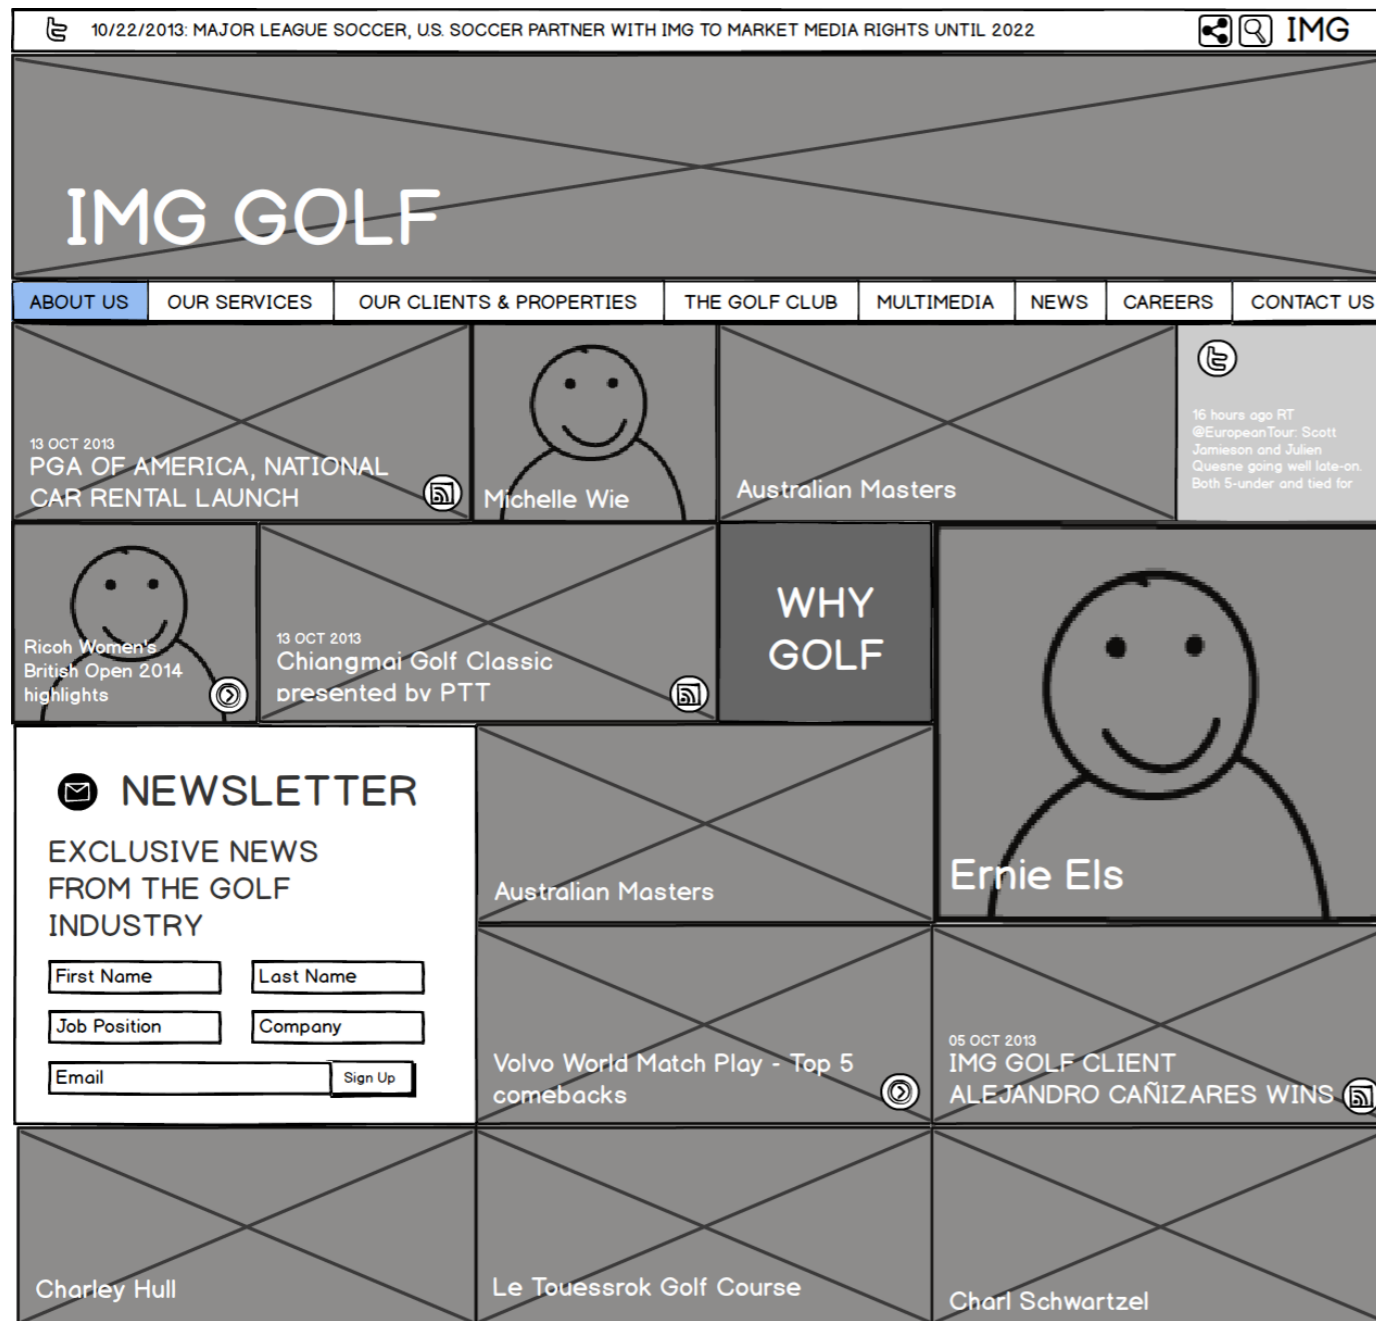 10/22/2013: MAJOR LEAGUE SOCCER, U.S. SOCCER PARTNER WITH IMG TO MARKET MEDIA RIGHTS UNTIL 2022
IMG
IMG GOLF
ABOUT US
OUR SERVICES
OUR CLIENTS & PROPERTIES
THE GOLF CLUB
MULTIMEDIA
NEWS
CAREERS
CONTACT US
13 OCT 2013
PGA OF AMERICA, NATIONAL
CAR RENTAL LAUNCH
Michelle Wie
Australian Masters
16 hours ago RT
@EuropeanTour: Scott
Jamieson and Julien
Quesne going well late-on.
Both 5-under and tied for
Ricoh Women's
British Open 2014
highlights
13 OCT 2013
Chiangmai Golf Classic
presented by PTT
WHY
GOLF
Ernie Els
NEWSLETTER
EXCLUSIVE NEWS
FROM THE GOLF
INDUSTRY
First Name
Last Name
Job Position
Company
Email
Sign Up
Australian Masters
Volvo World Match Play - Top 5
comebacks
05 OCT 2013
IMG GOLF CLIENT
ALEJANDRO CAÑIZARES WINS
Charley Hull
Le Touessrok Golf Course
Charl Schwartzel